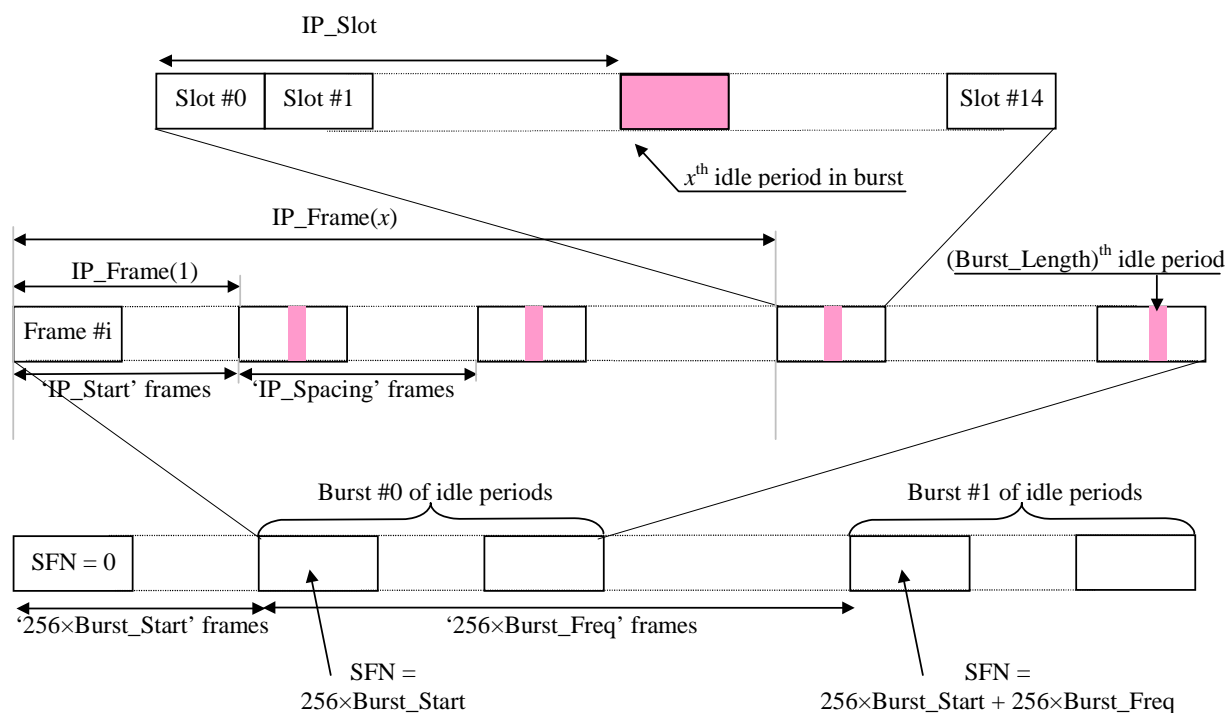 IP_Slot
Slot #0 Slot #1 Slot #14
xth idle period in burst
IP_Frame(x)
IP_Frame(1)
(Burst_Length)th idle period
Frame #i
‘IP_Start’ frames ‘IP_Spacing’ frames
Burst #0 of idle periods Burst #1 of idle periods
SFN = 0
‘256×Burst_Start’ frames ‘256×Burst_Freq’ frames
SFN = SFN =
256×Burst_Start 256×Burst_Start + 256×Burst_Freq